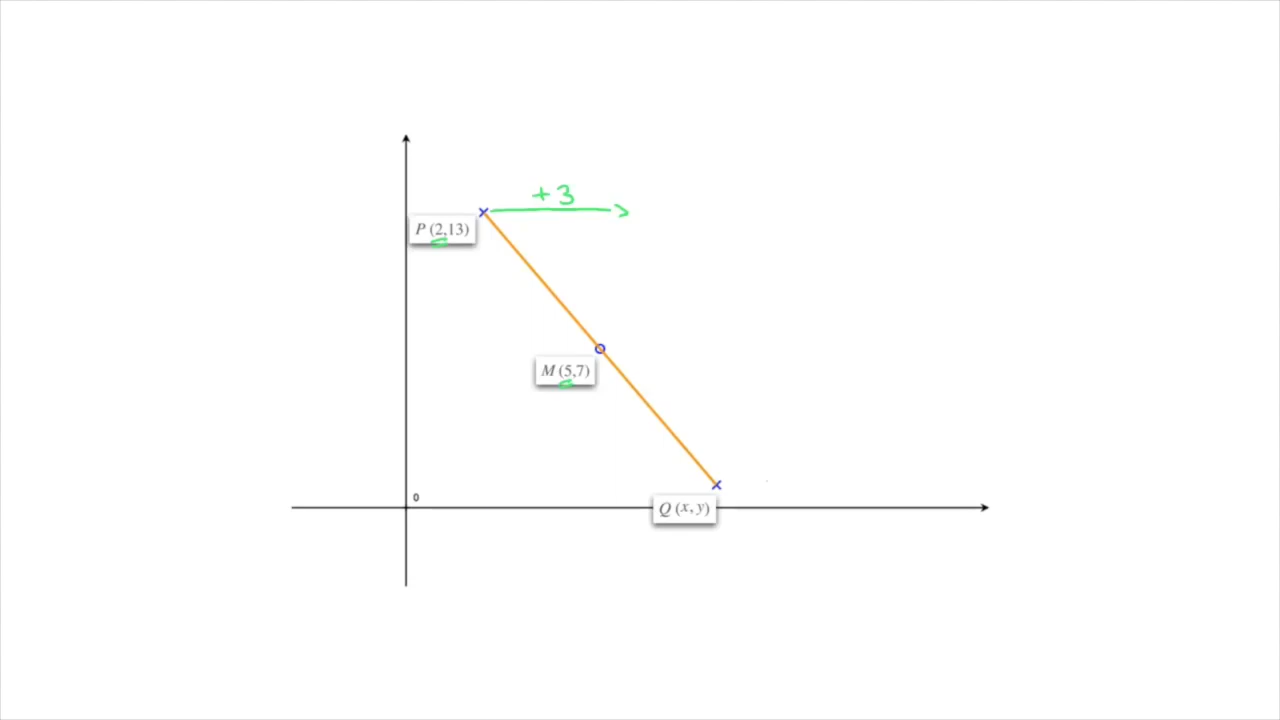 +3
P (2,13)
M (5,7)
0
Q (x, y)